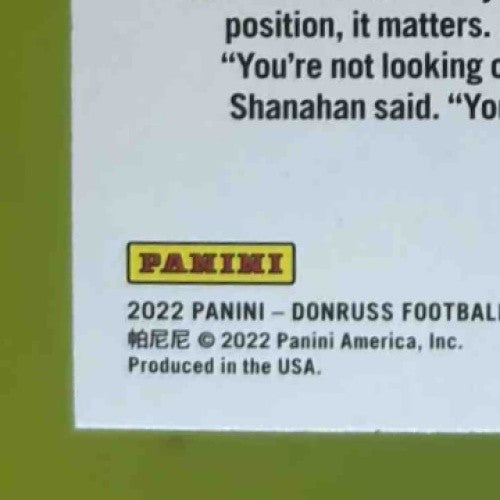 position, it matters.
“You're not looking
Shanahan said. “You
PANINI
2022 PANINI – DONRUSS FOOTBALL
帕尼尼 © 2022 Panini America, Inc.
Produced in the USA.